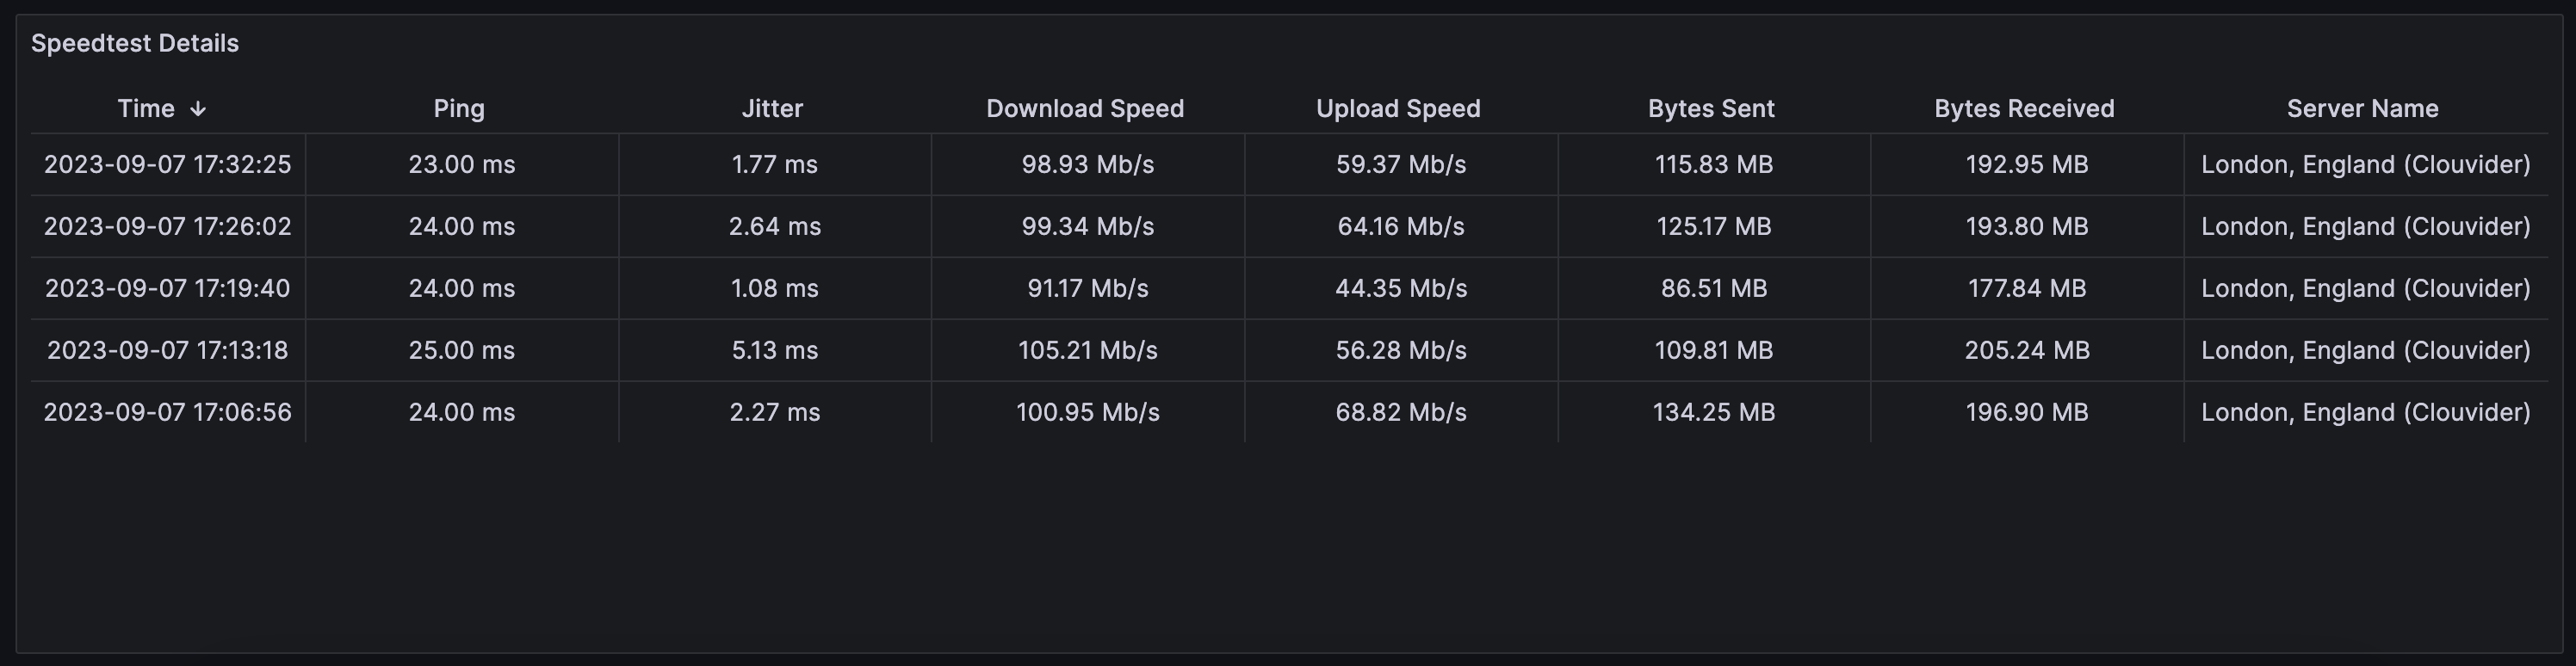 Speedtest Details
Time ↓ Ping Jitter Download Speed Upload Speed Bytes Sent Bytes Received Server Name
2023-09-07 17:32:25 23.00 ms 1.77 ms 98.93 Mb/s 59.37 Mb/s 115.83 MB 192.95 MB London, England (Clouvider)
2023-09-07 17:26:02 24.00 ms 2.64 ms 99.34 Mb/s 64.16 Mb/s 125.17 MB 193.80 MB London, England (Clouvider)
2023-09-07 17:19:40 24.00 ms 1.08 ms 91.17 Mb/s 44.35 Mb/s 86.51 MB 177.84 MB London, England (Clouvider)
2023-09-07 17:13:18 25.00 ms 5.13 ms 105.21 Mb/s 56.28 Mb/s 109.81 MB 205.24 MB London, England (Clouvider)
2023-09-07 17:06:56 24.00 ms 2.27 ms 100.95 Mb/s 68.82 Mb/s 134.25 MB 196.90 MB London, England (Clouvider)